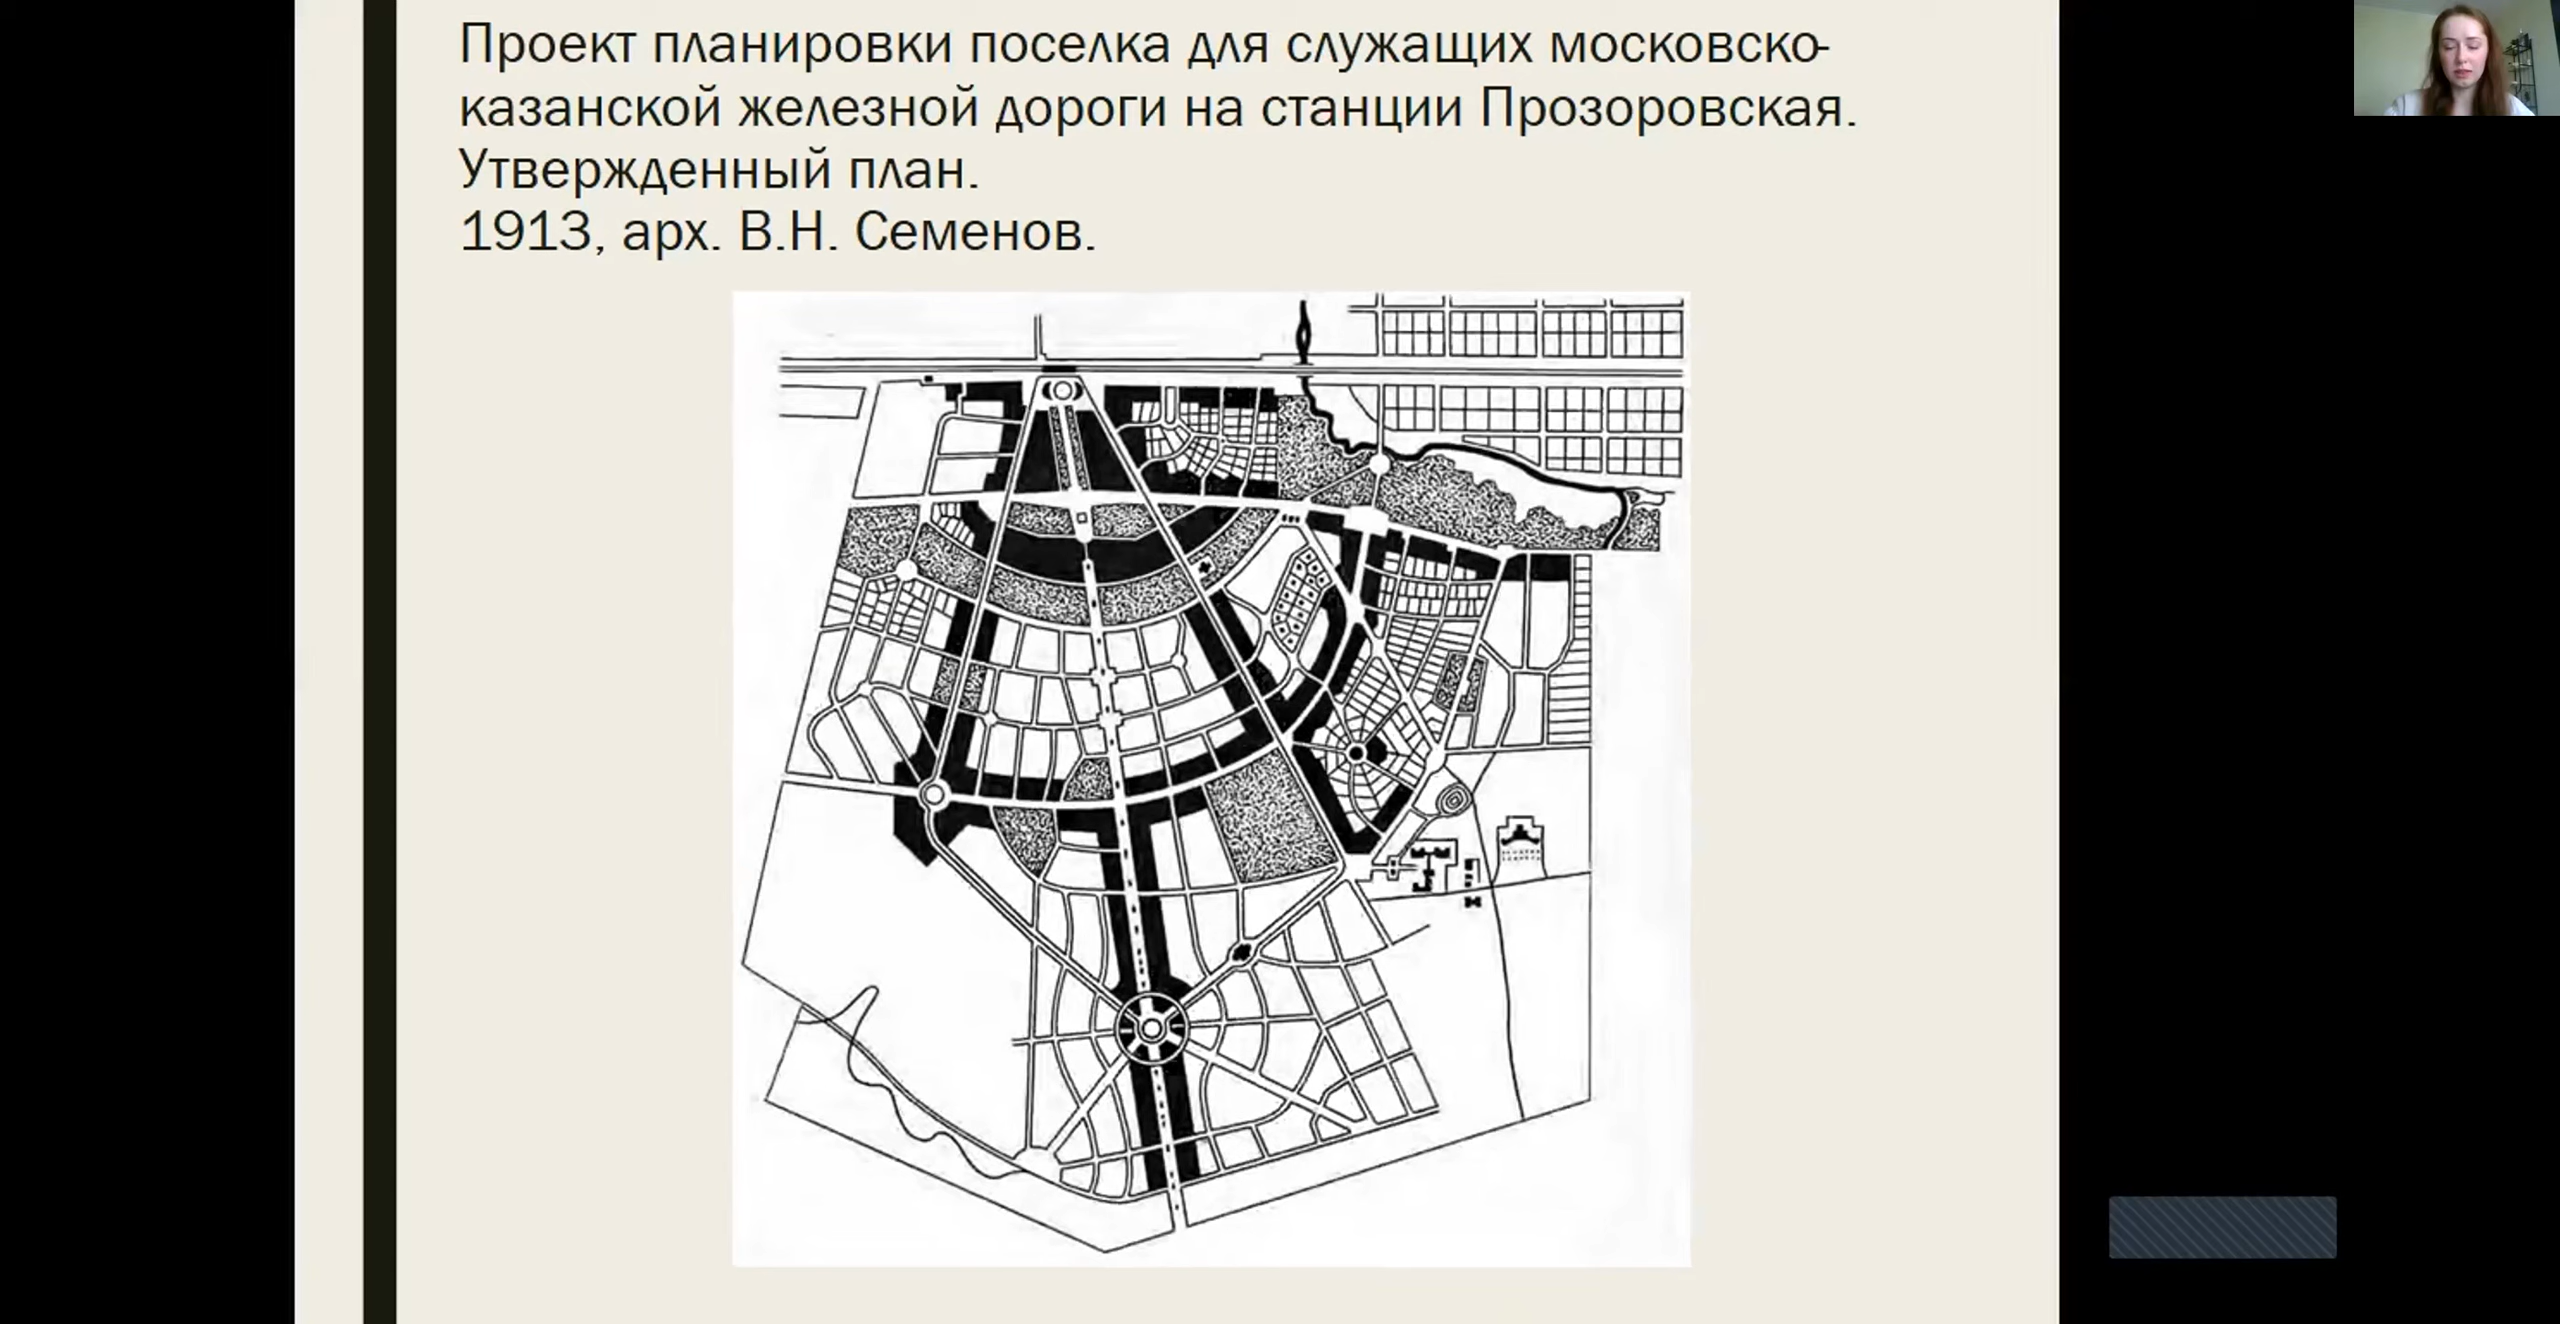 Проект планировки поселка для служащих московско-
казанской железной дороги на станции Прозоровская.
Утвержденный план.
1913, арх. В.Н. Семенов.